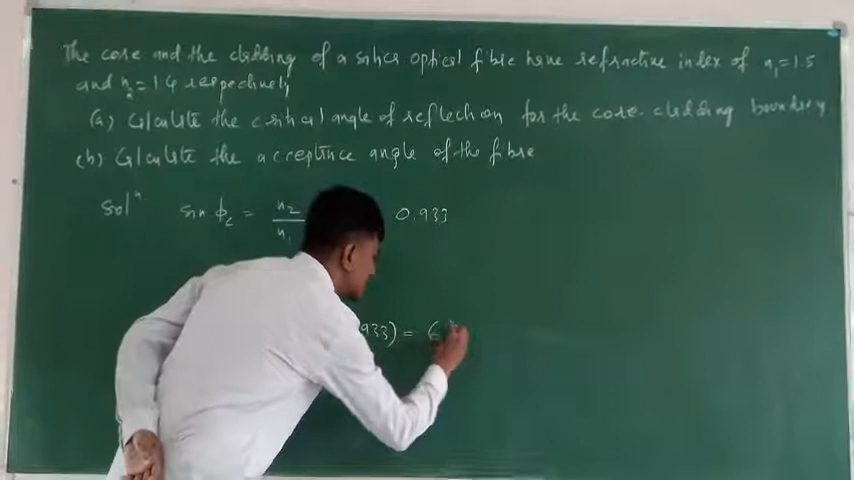 The core and the cladding of a silica optical fibre have refractive index of n₁=1.5
and n₂=1.4 respectively
(a) Calculate the critical angle of reflection for the core-cladding boundary
(b) Calculate the acceptance angle of the fibre
Solⁿ sin ϕc = n₂/n₁ 0.933
933) = 6